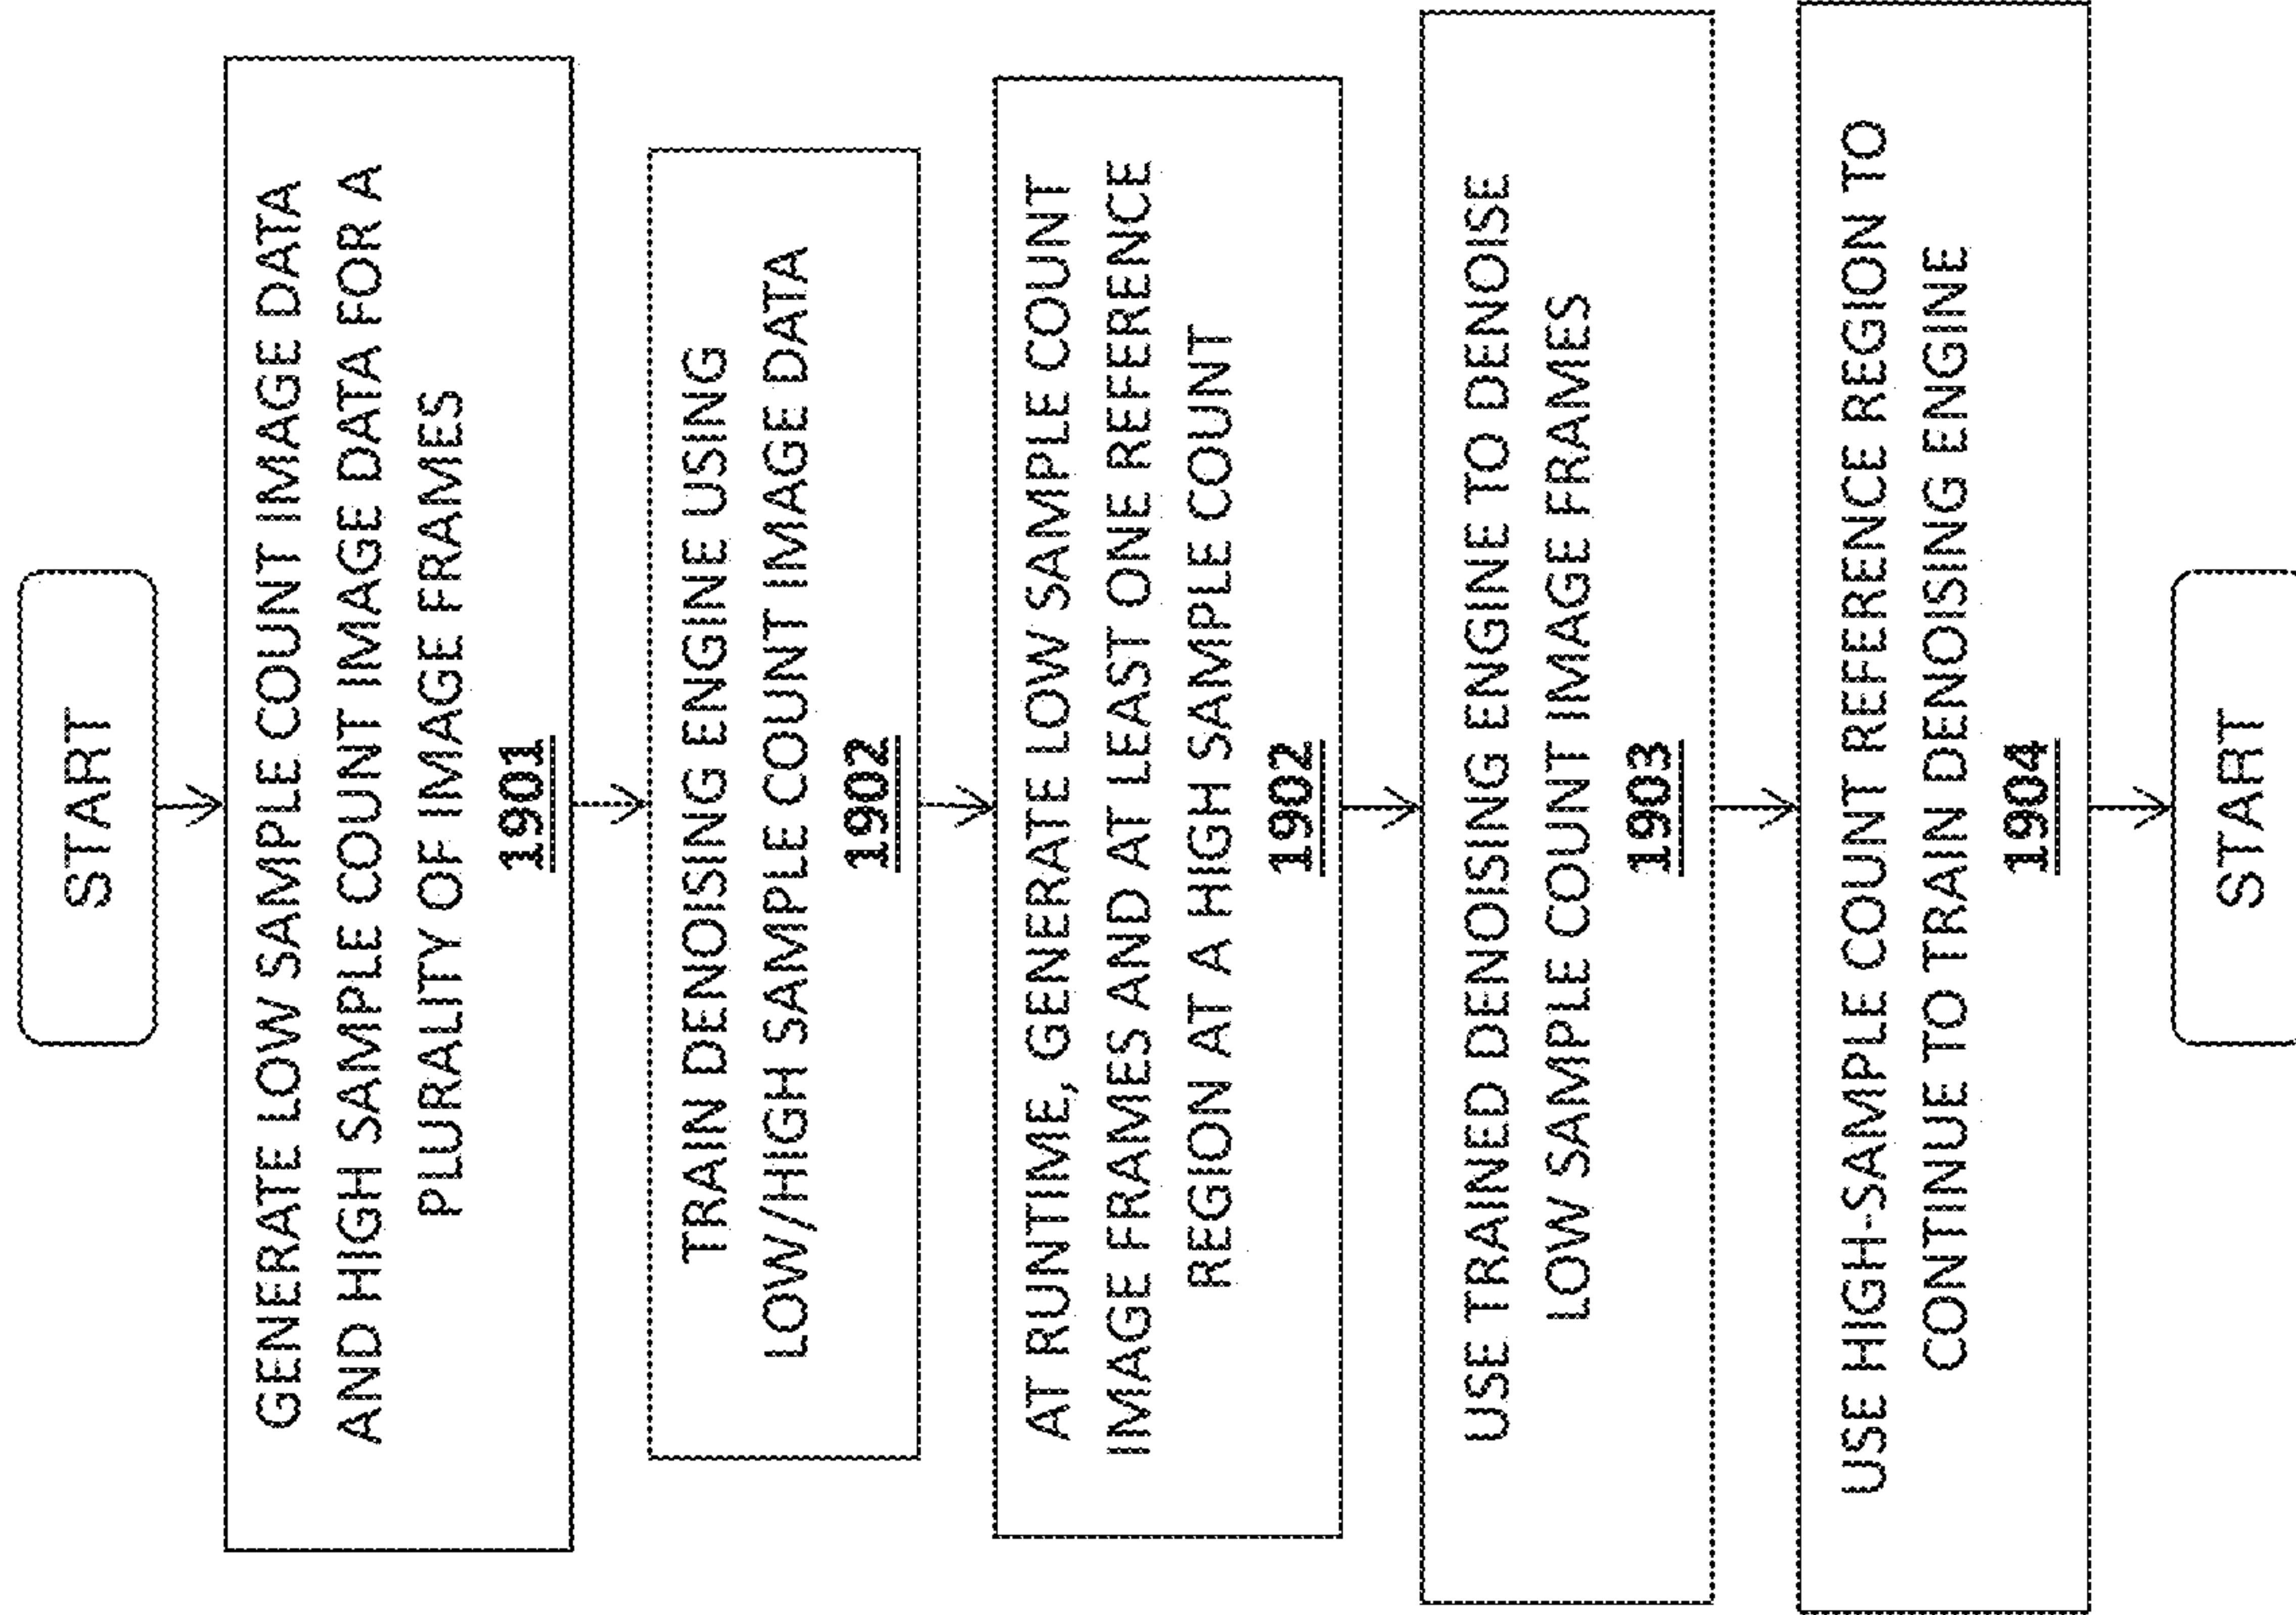 START
GENERATE LOW SAMPLE COUNT IMAGE DATA
AND HIGH SAMPLE COUNT IMAGE DATA FOR A
PLURALITY OF IMAGE FRAMES
1901
TRAIN DENOISING ENGINE USING
LOW/HIGH SAMPLE COUNT IMAGE DATA
1902
AT RUNTIME, GENERATE LOW SAMPLE COUNT
IMAGE FRAMES AND AT LEAST ONE REFERENCE
REGION AT A HIGH SAMPLE COUNT
1902
USE TRAINED DENOISING ENGINE TO DENOISE
LOW SAMPLE COUNT IMAGE FRAMES
1903
USE HIGH-SAMPLE COUNT REFERENCE REGION TO
CONTINUE TO TRAIN DENOISING ENGINE
1904
START